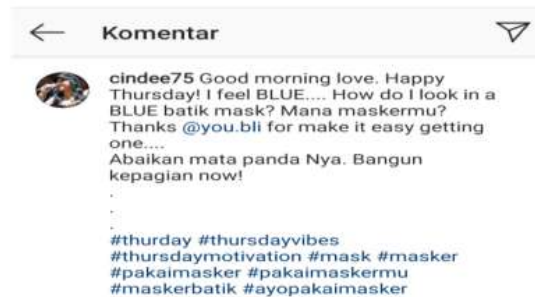 Komentar
cindee75 Good morning love. Happy
Thursday! I feel BLUE.... How do I look in a
BLUE batik mask? Mana maskermu?
Thanks @you.bli for make it easy getting
one....
Abaikan mata panda Nya. Bangun
kepagian now!
.
.
.
#thurday #thursdayvibes
#thursdaymotivation #mask #masker
#pakaimasker #pakaimaskermu
#maskerbatik #ayopakaimasker